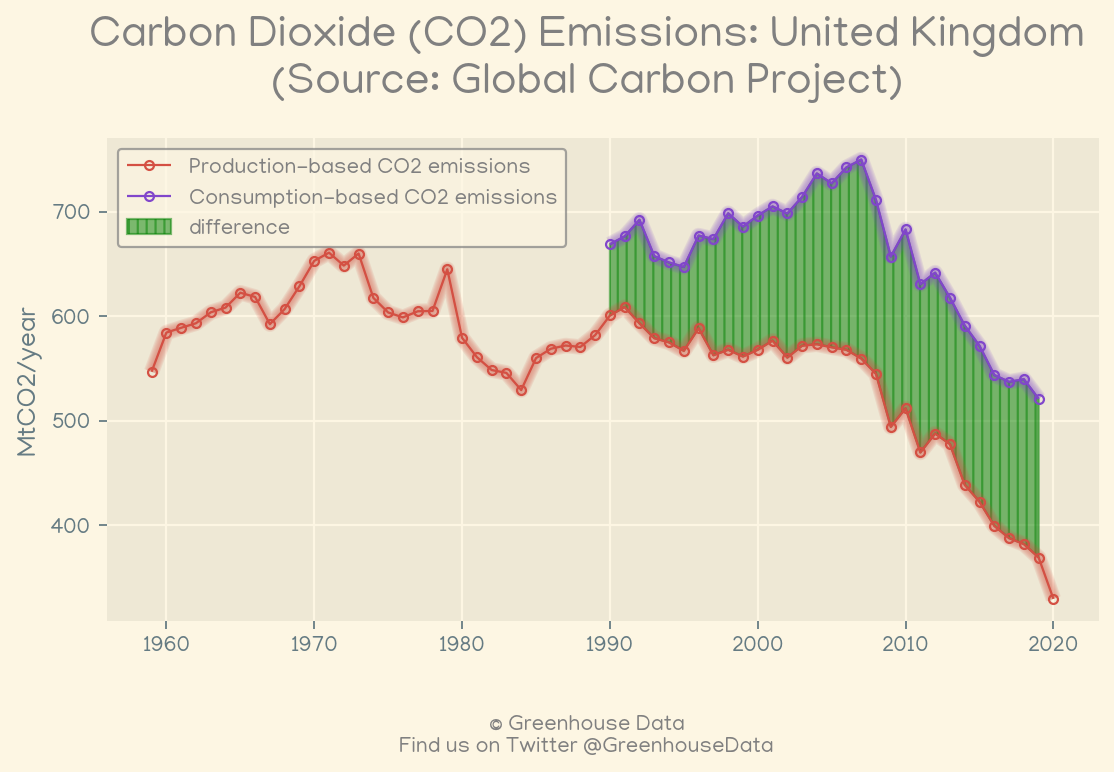 Carbon Dioxide (CO2) Emissions: United Kingdom
(Source: Global Carbon Project)
Production-based CO2 emissions
Consumption-based CO2 emissions
difference
MtCO2/year
700
600
500
400
1960
1970
1980
1990
2000
2010
2020
© Greenhouse Data
Find us on Twitter @GreenhouseData